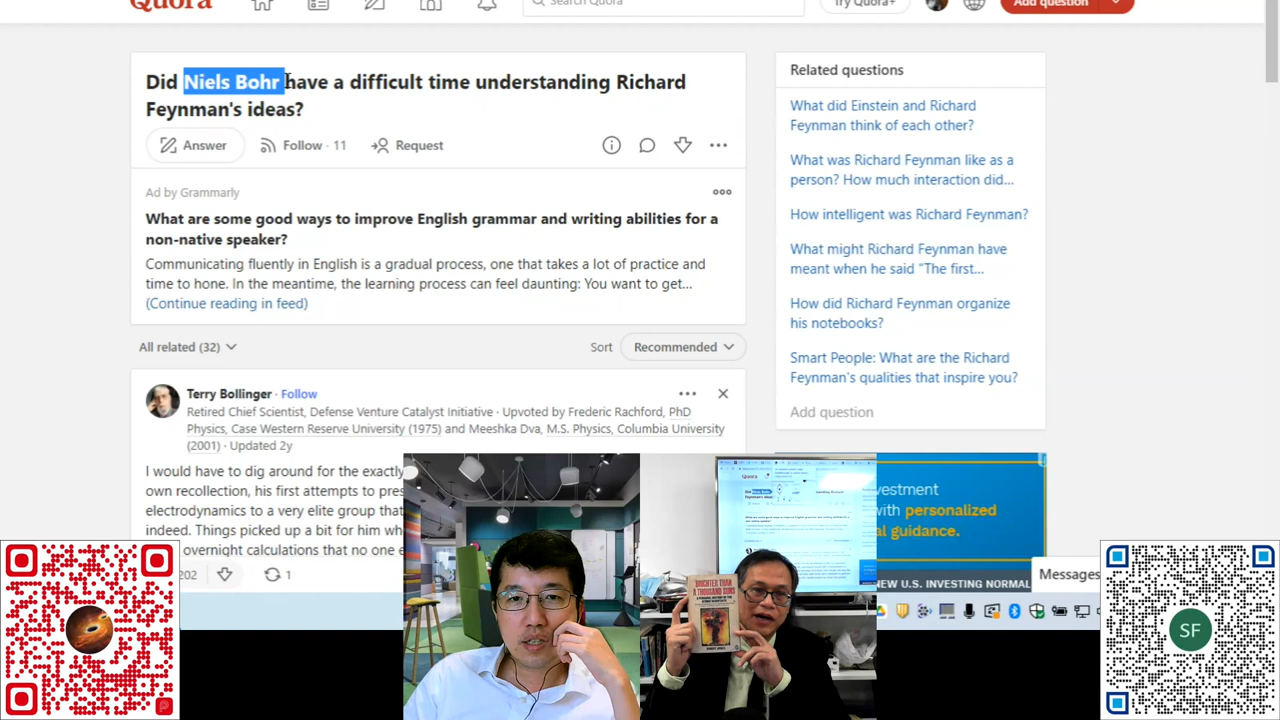 Quora
Search Quora
Try Quora+
Add question
Did Niels Bohr have a difficult time understanding Richard
Feynman's ideas?
Answer
Follow · 11
Request
Ad by Grammarly
What are some good ways to improve English grammar and writing abilities for a
non-native speaker?
Communicating fluently in English is a gradual process, one that takes a lot of practice and
time to hone. In the meantime, the learning process can feel daunting: You want to get...
(Continue reading in feed)
All related (32)
Sort
Recommended
Terry Bollinger · Follow
Retired Chief Scientist, Defense Venture Catalyst Initiative · Upvoted by Frederic Rachford, PhD
Physics, Case Western Reserve University (1975) and Meeshka Dva, M.S. Physics, Columbia University
(2001) · Updated 2y
I would have to dig around for the exactly
own recollection, his first attempts to pres
electrodynamics to a very elite group that
indeed. Things picked up a bit for him whe
overnight calculations that no one e
202
1
Related questions
What did Einstein and Richard
Feynman think of each other?
What was Richard Feynman like as a
person? How much interaction did...
How intelligent was Richard Feynman?
What might Richard Feynman have
meant when he said "The first...
How did Richard Feynman organize
his notebooks?
Smart People: What are the Richard
Feynman's qualities that inspire you?
Add question
vestment
with personalized
al guidance.
NEW U.S. INVESTING NORMAL
Messages
BRIGHTER THAN
A THOUSAND SUNS
ROBERT JUNGK
SF